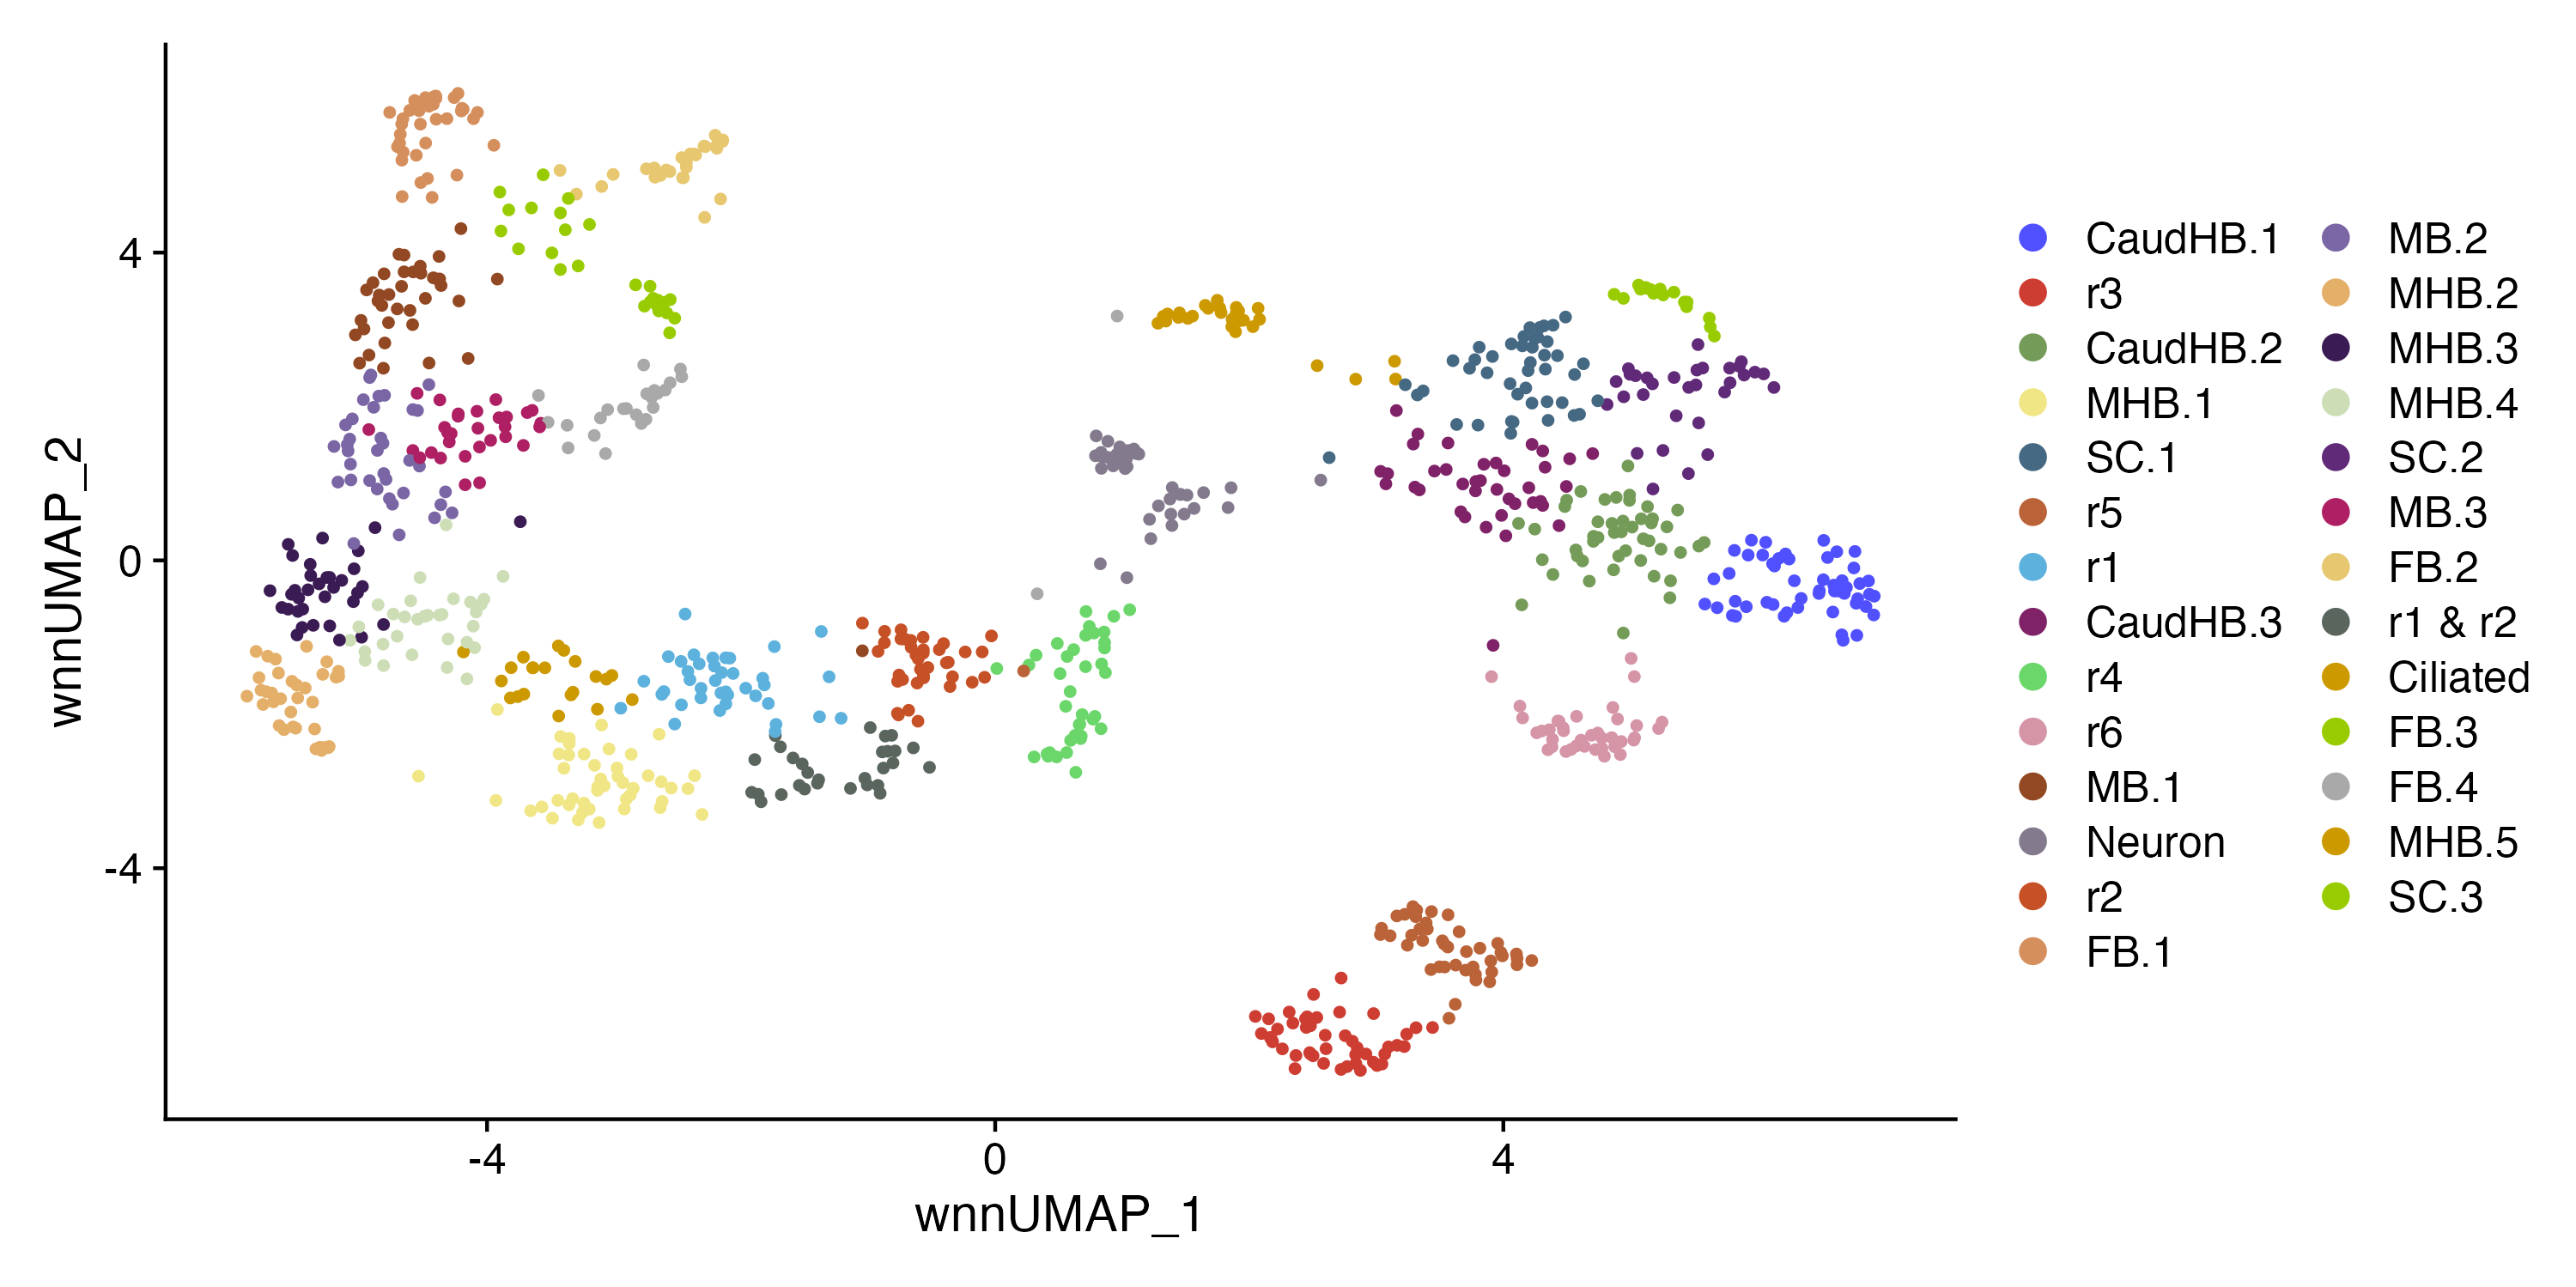 4
0
-4
wnnUMAP_2
-4
0
4
wnnUMAP_1
CaudHB.1
r3
CaudHB.2
MHB.1
SC.1
r5
r1
CaudHB.3
r4
r6
MB.1
Neuron
r2
FB.1
MB.2
MHB.2
MHB.3
MHB.4
SC.2
MB.3
FB.2
r1 & r2
Ciliated
FB.3
FB.4
MHB.5
SC.3